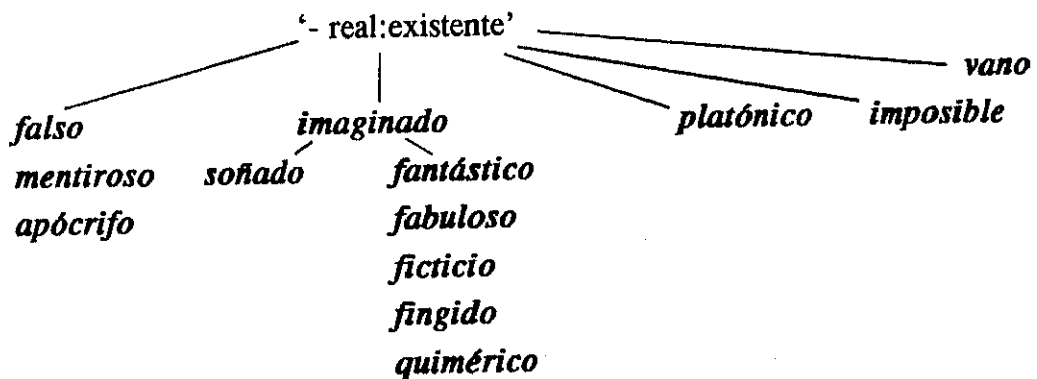 ‘- real:existente’
vano
falso imaginado platónico imposible
mentiroso soñado fantástico
apócrifo fabuloso
ficticio
fingido
quimérico